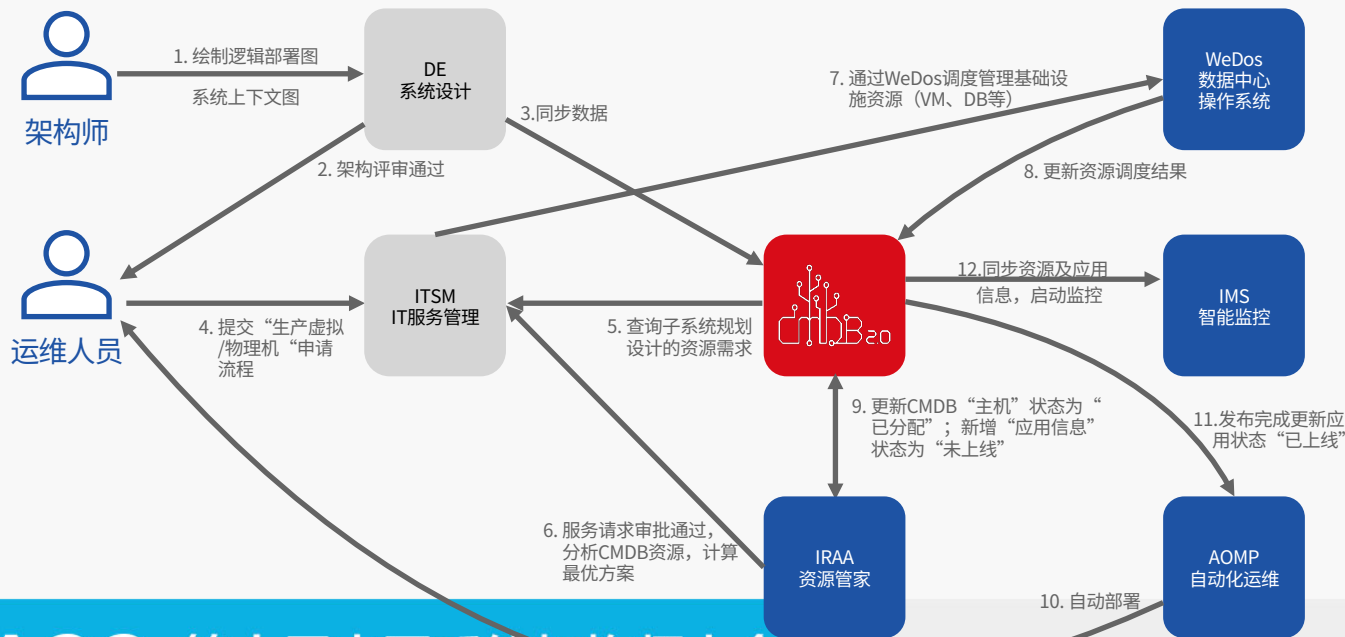 1. 绘制逻辑部署图
系统上下文图
架构师
DE
系统设计
2. 架构评审通过
3.同步数据
7. 通过WeDos调度管理基础设
施资源（VM、DB等）
WeDos
数据中心
操作系统
8. 更新资源调度结果
运维人员
4. 提交“生产虚拟
/物理机“申请
流程
ITSM
IT服务管理
5. 查询子系统规划
设计的资源需求
CMDB2.0
12.同步资源及应用
信息，启动监控
IMS
智能监控
9. 更新CMDB“主机”状态为“
已分配”；新增“应用信息”
状态为“未上线”
11.发布完成更新应
用状态“已上线”
6. 服务请求审批通过，
分析CMDB资源，计算
最优方案
IRAA
资源管家
AOMP
自动化运维
10. 自动部署